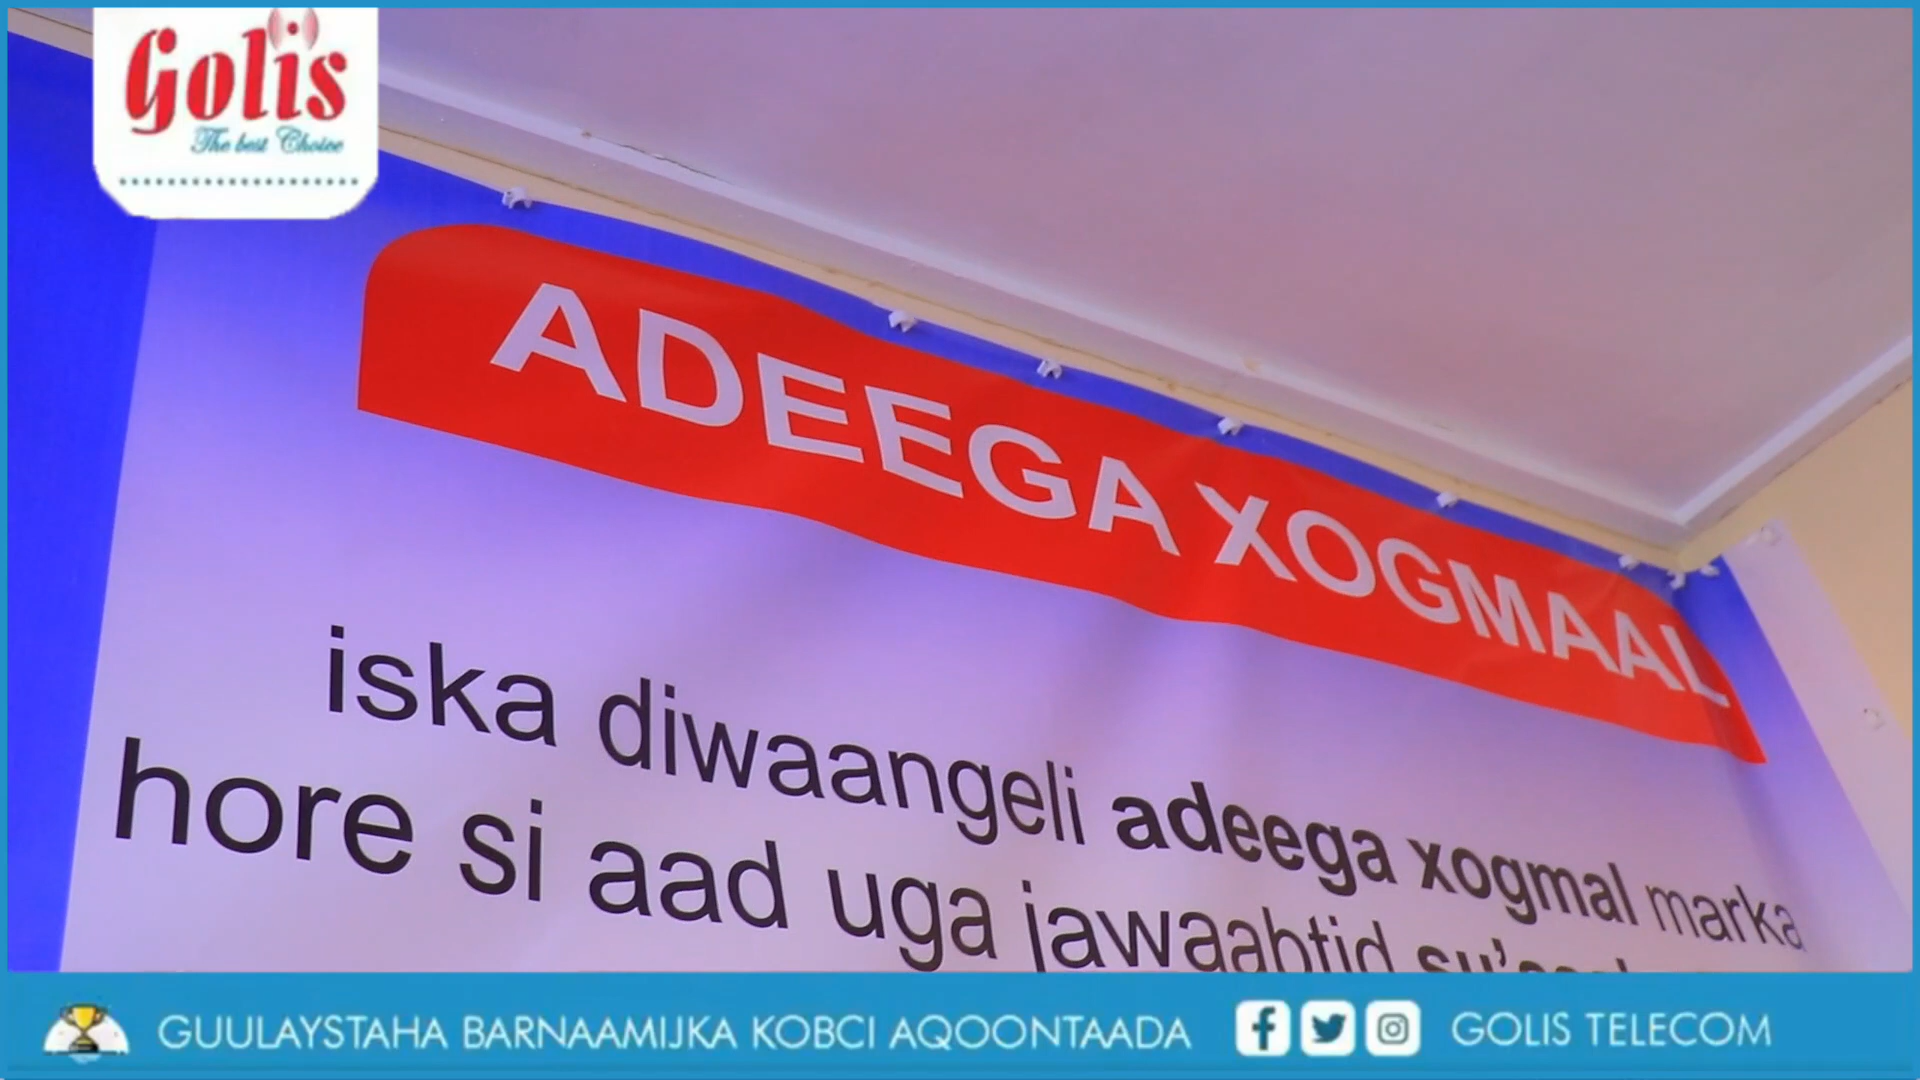 Golis
The best Choice
ADEEGA XOGMAAL
iska diwaangeli adeega xogmal marka
hore si aad uga jawaabtid
GUULAYSTAHA BARNAAMIJKA KOBCI AQOONTAADA
GOLIS TELECOM